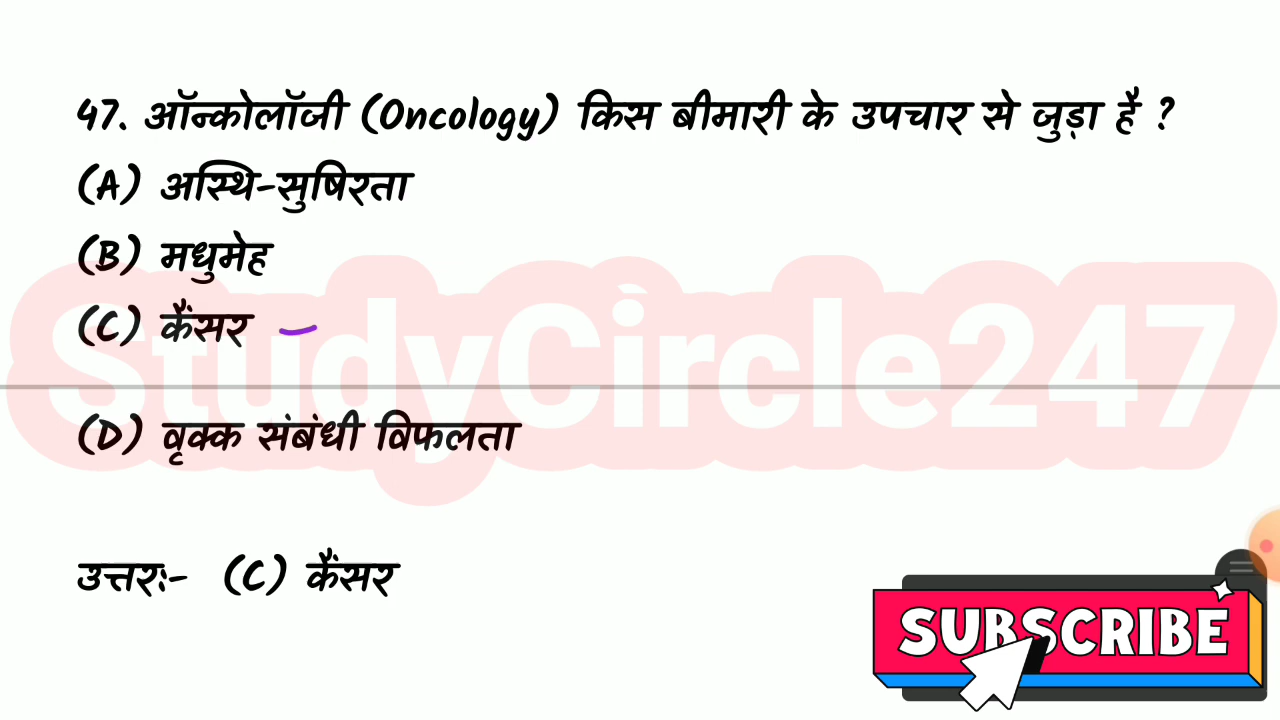 47. ऑन्कोलॉजी (Oncology) किस बीमारी के उपचार से जुड़ा है ?
(A) अस्थि-सुषिरता
(B) मधुमेह
(C) कैंसर
StudyCircle247
(D) वृक्क संबंधी विफलता
उत्तरः- (C) कैंसर
SUBSCRIBE